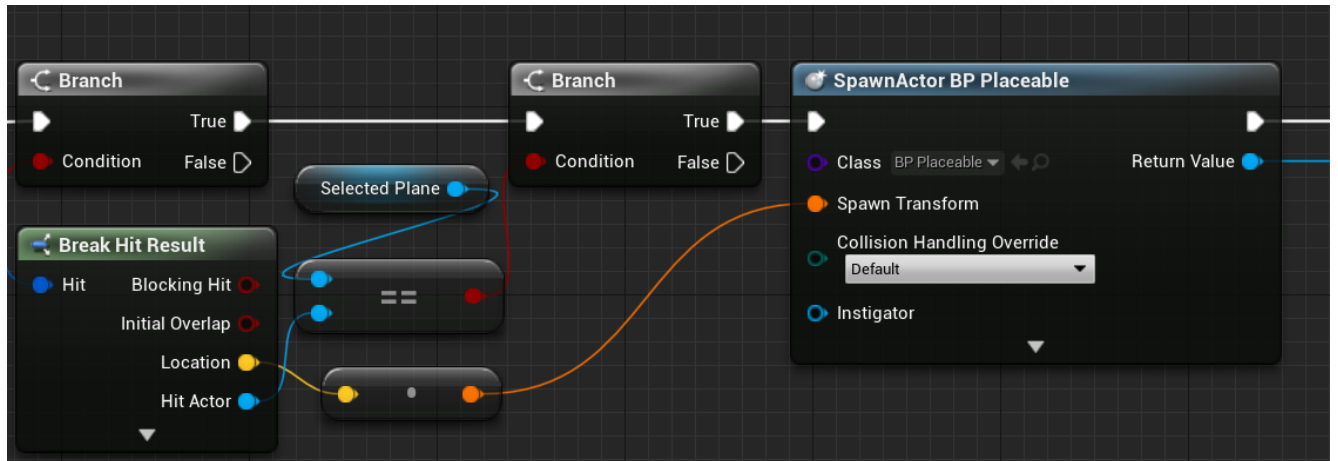 Branch
True
Condition
False
Break Hit Result
Hit
Blocking Hit
Initial Overlap
Location
Hit Actor
Selected Plane
==
Branch
True
Condition
False
SpawnActor BP Placeable
Class
BP Placeable
Return Value
Spawn Transform
Collision Handling Override
Default
Instigator